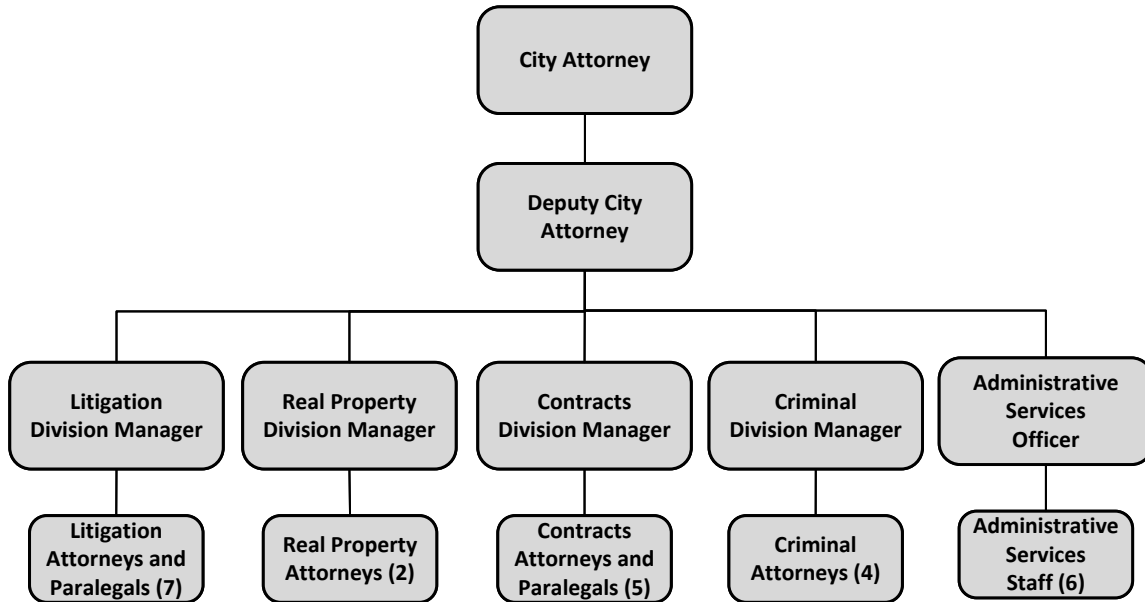 City Attorney
Deputy City
Attorney
Litigation
Division Manager
Real Property
Division Manager
Contracts
Division Manager
Criminal
Division Manager
Administrative
Services
Officer
Litigation
Attorneys and
Paralegals (7)
Real Property
Attorneys (2)
Contracts
Attorneys and
Paralegals (5)
Criminal
Attorneys (4)
Administrative
Services
Staff (6)